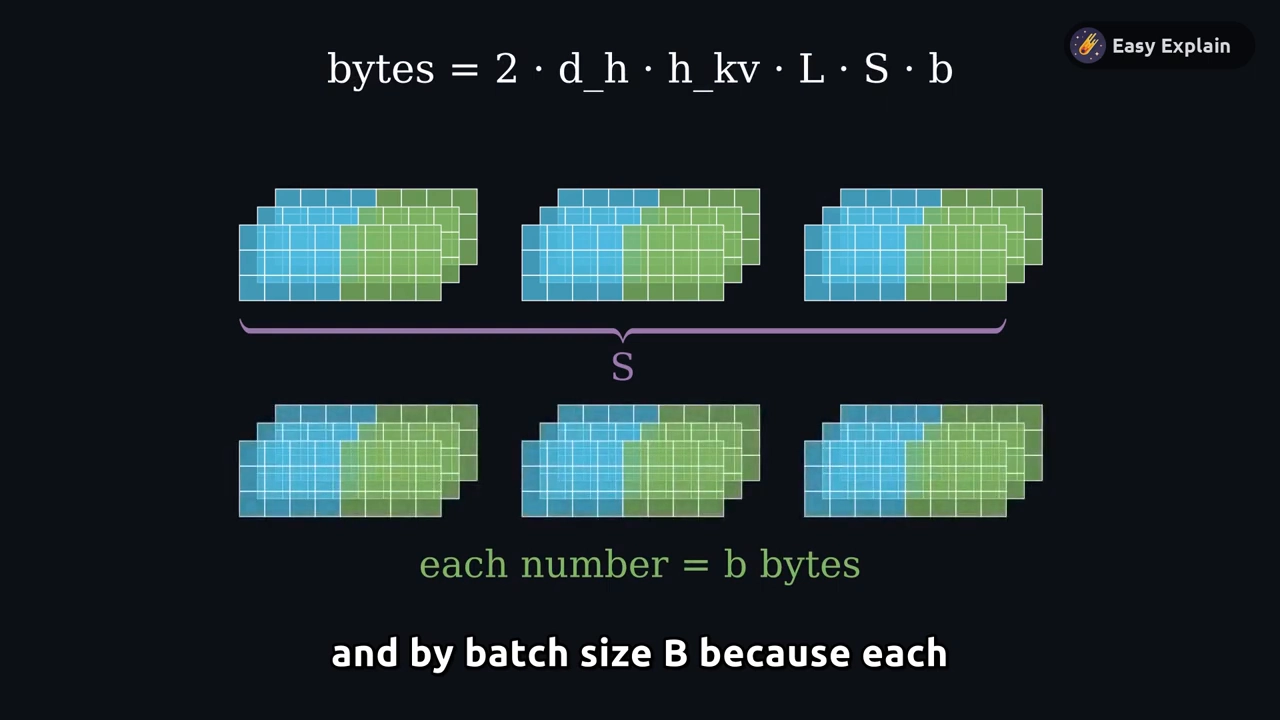 Easy Explain
bytes = 2 · d_h · h_kv · L · S · b
S
each number = b bytes
and by batch size B because each